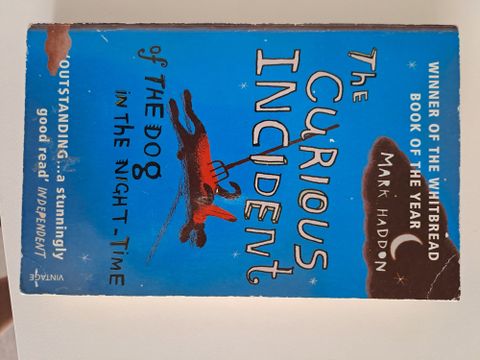 WINNER OF THE WHITBREAD
BOOK OF THE YEAR
MARK HADDON
The
CURIOUS
INCIDENT
of THE DOG
IN THE NIGHT-TIME
'OUTSTANDING...a stunningly
good read' INDEPENDENT
VINTAGE